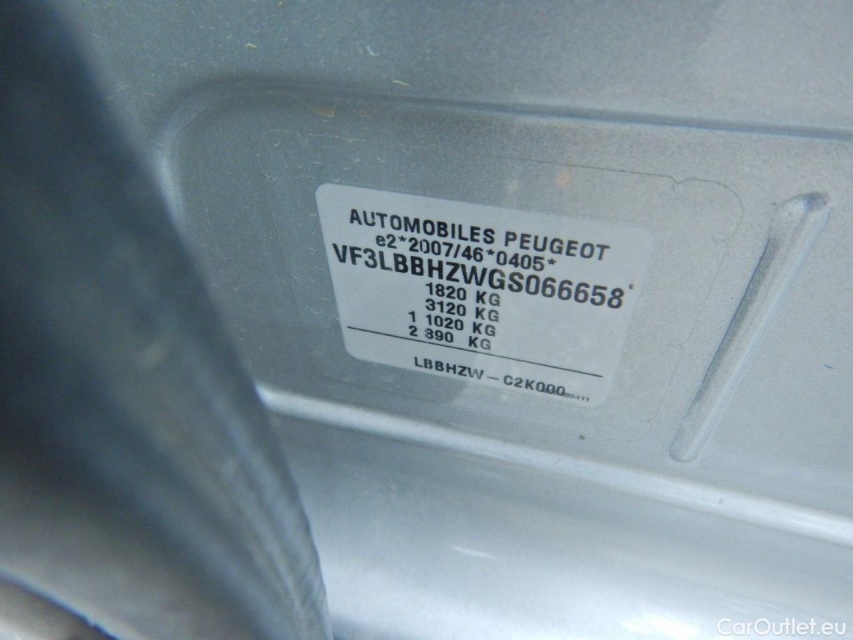 AUTOMOBILES PEUGEOT
e2*2007/46*0405*
VF3LBBHZWGS066658
1820 KG
3120 KG
1 1020 KG
2 890 KG
LBBHZW-C2K000
CarOutlet.eu